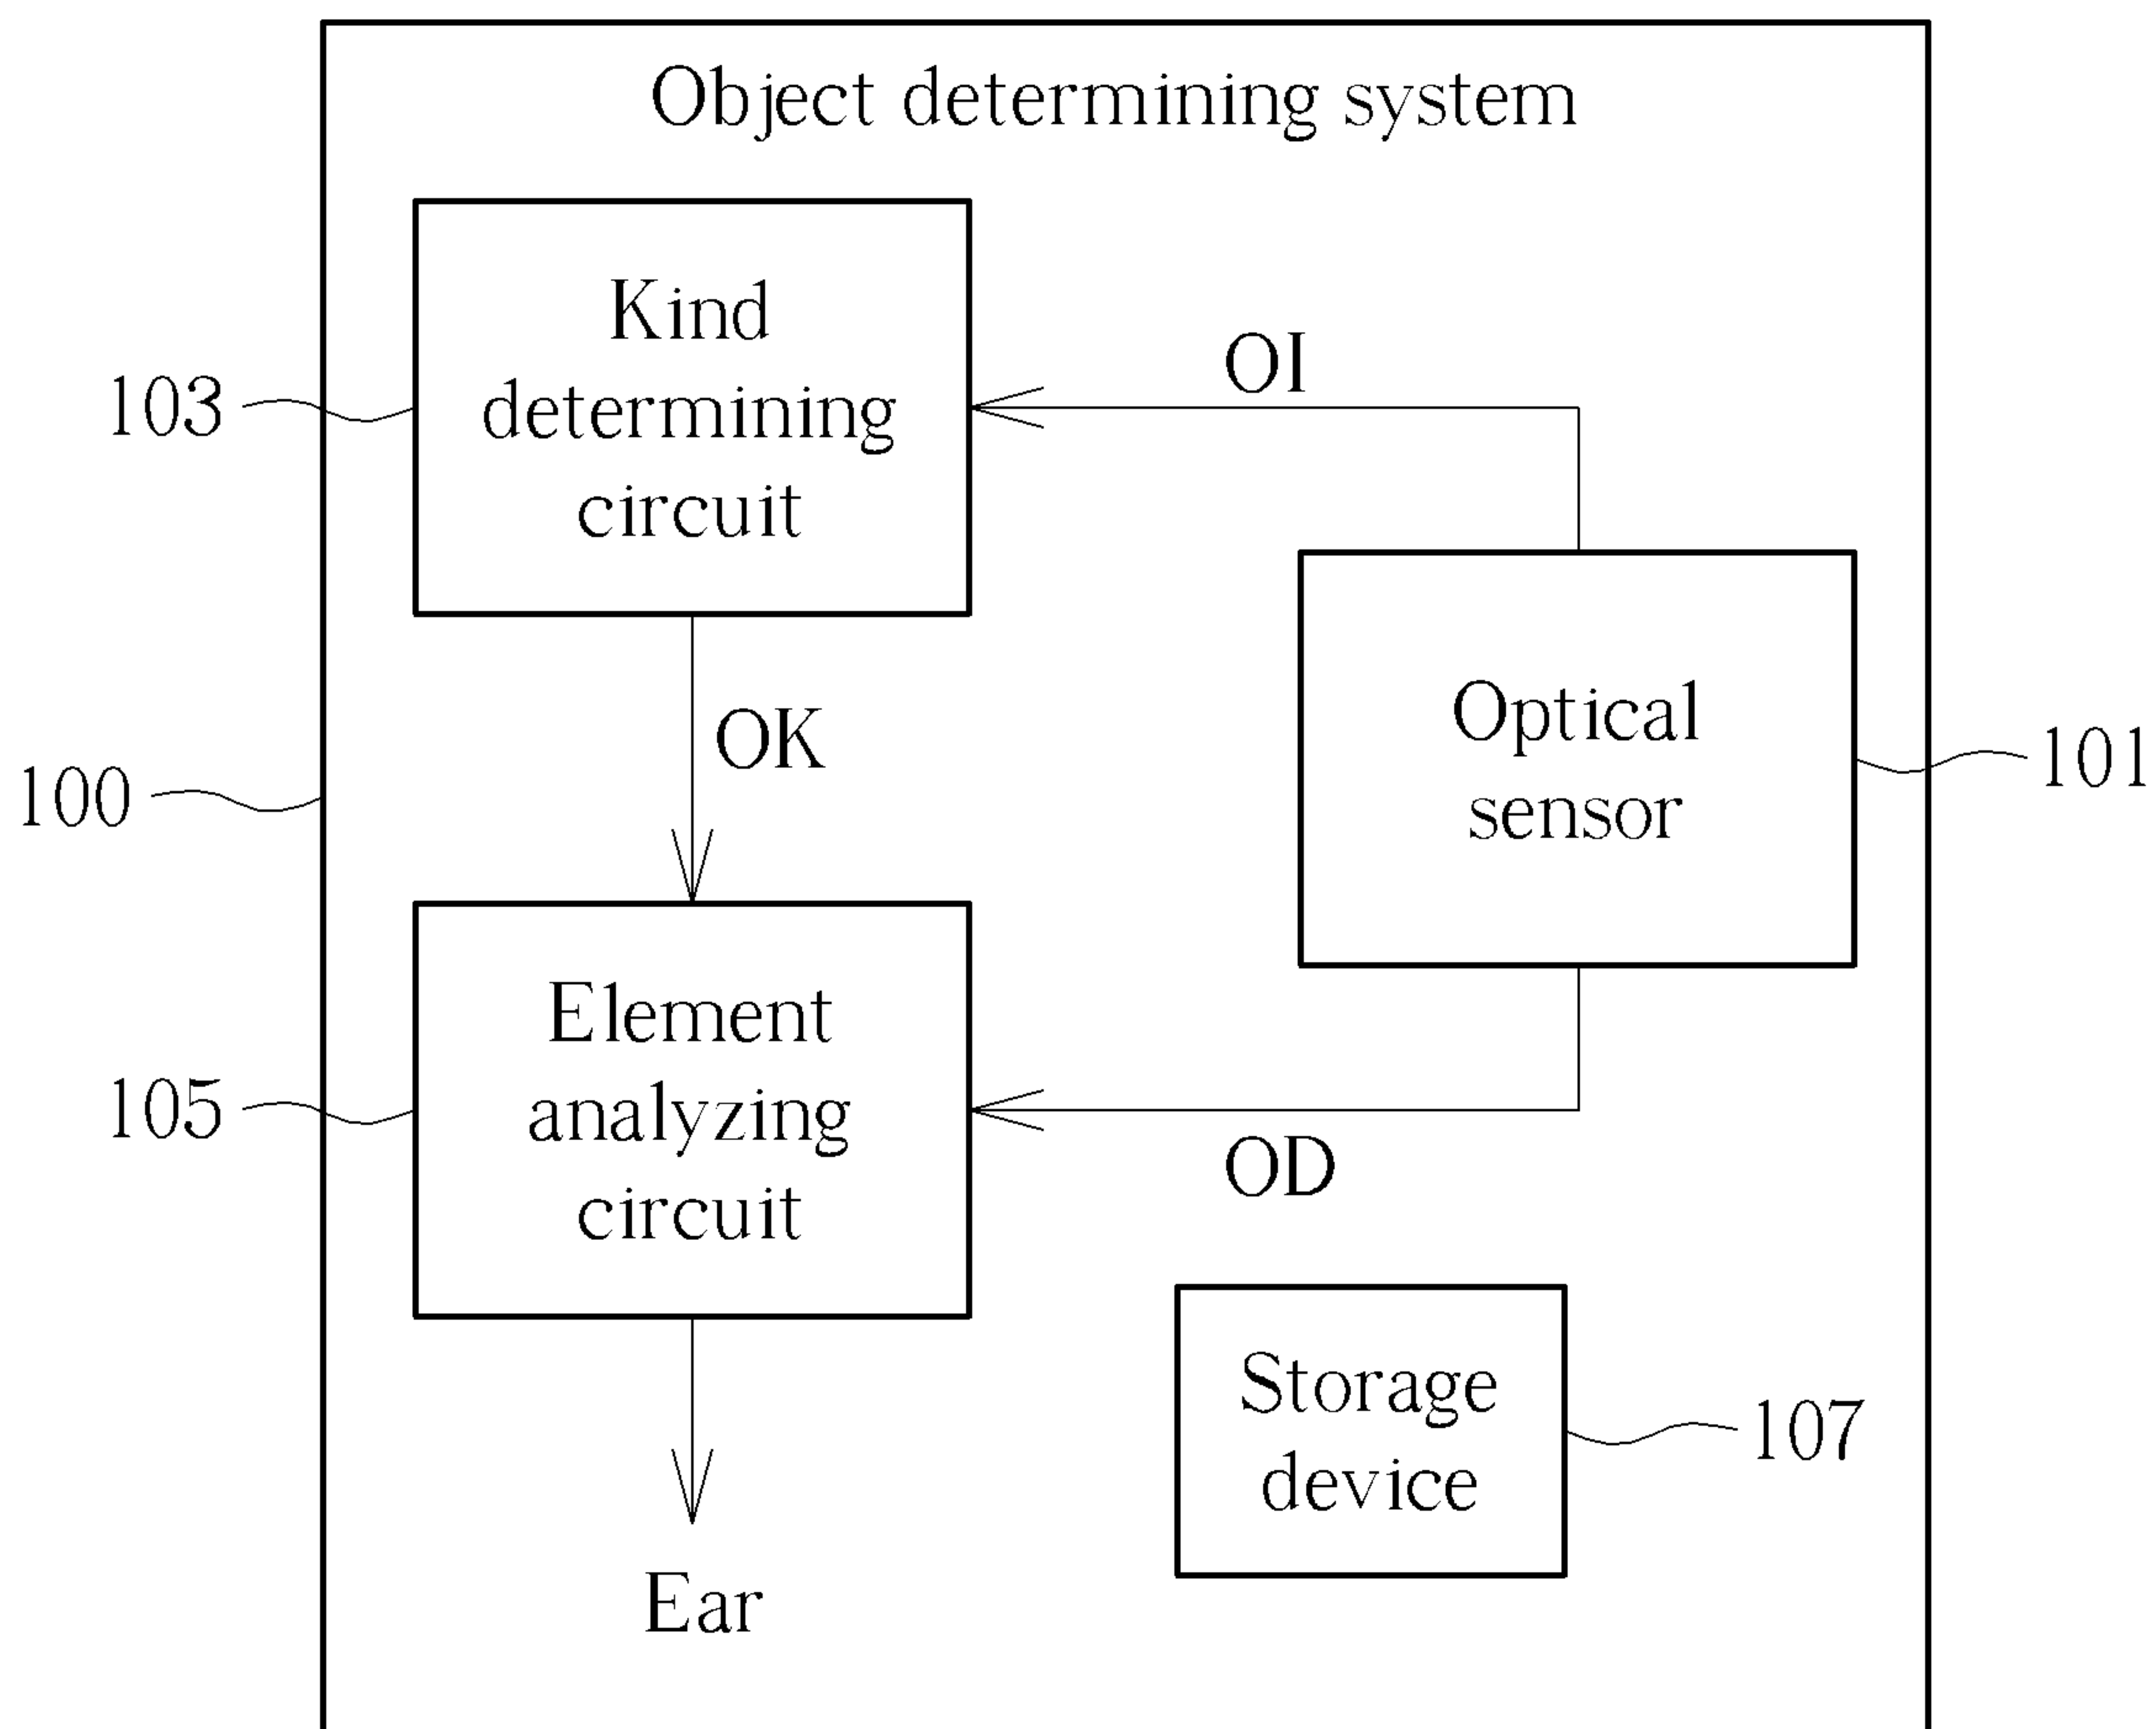 Object determining system
Kind
determining
circuit
103
OI
OK
Optical
sensor
101
100
Element
analyzing
circuit
105
OD
Storage
device
107
Ear